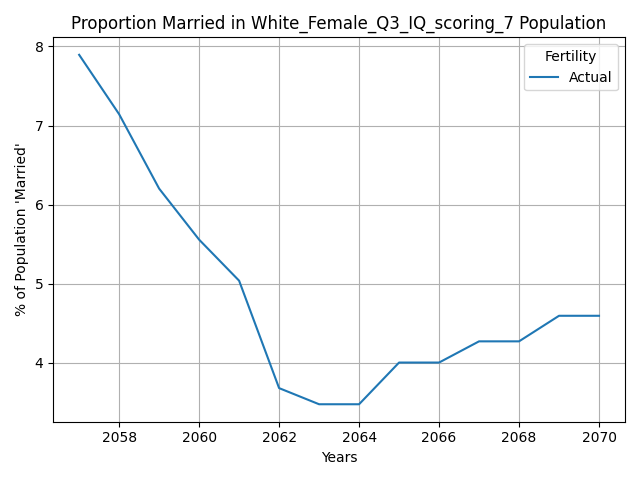 Proportion Married in White_Female_Q3_IQ_scoring_7 Population
Fertility
Actual
% of Population 'Married'
8
7
6
5
4
2058 2060 2062 2064 2066 2068 2070
Years